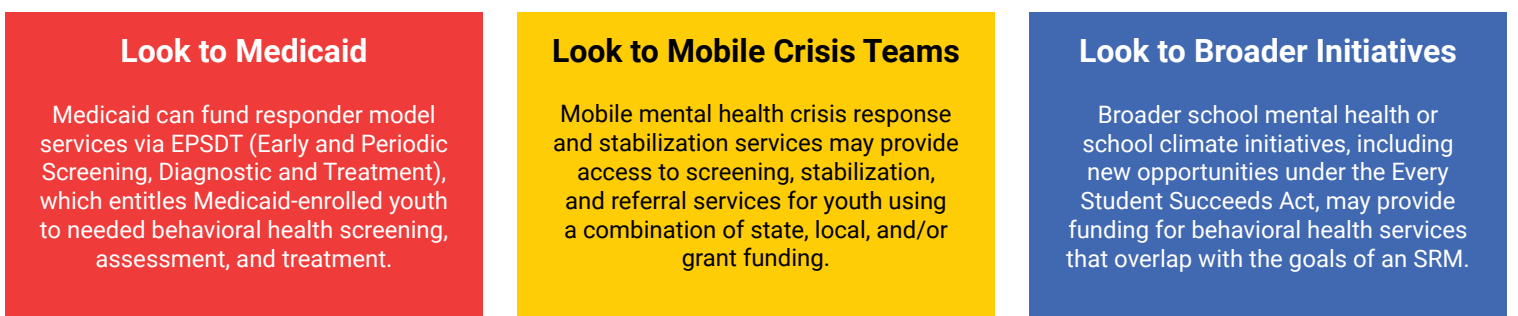 Look to Medicaid
Medicaid can fund responder model
services via EPSDT (Early and Periodic
Screening, Diagnostic and Treatment),
which entitles Medicaid-enrolled youth
to needed behavioral health screening,
assessment, and treatment.
Look to Mobile Crisis Teams
Mobile mental health crisis response
and stabilization services may provide
access to screening, stabilization,
and referral services for youth using
a combination of state, local, and/or
grant funding.
Look to Broader Initiatives
Broader school mental health or
school climate initiatives, including
new opportunities under the Every
Student Succeeds Act, may provide
funding for behavioral health services
that overlap with the goals of an SRM.